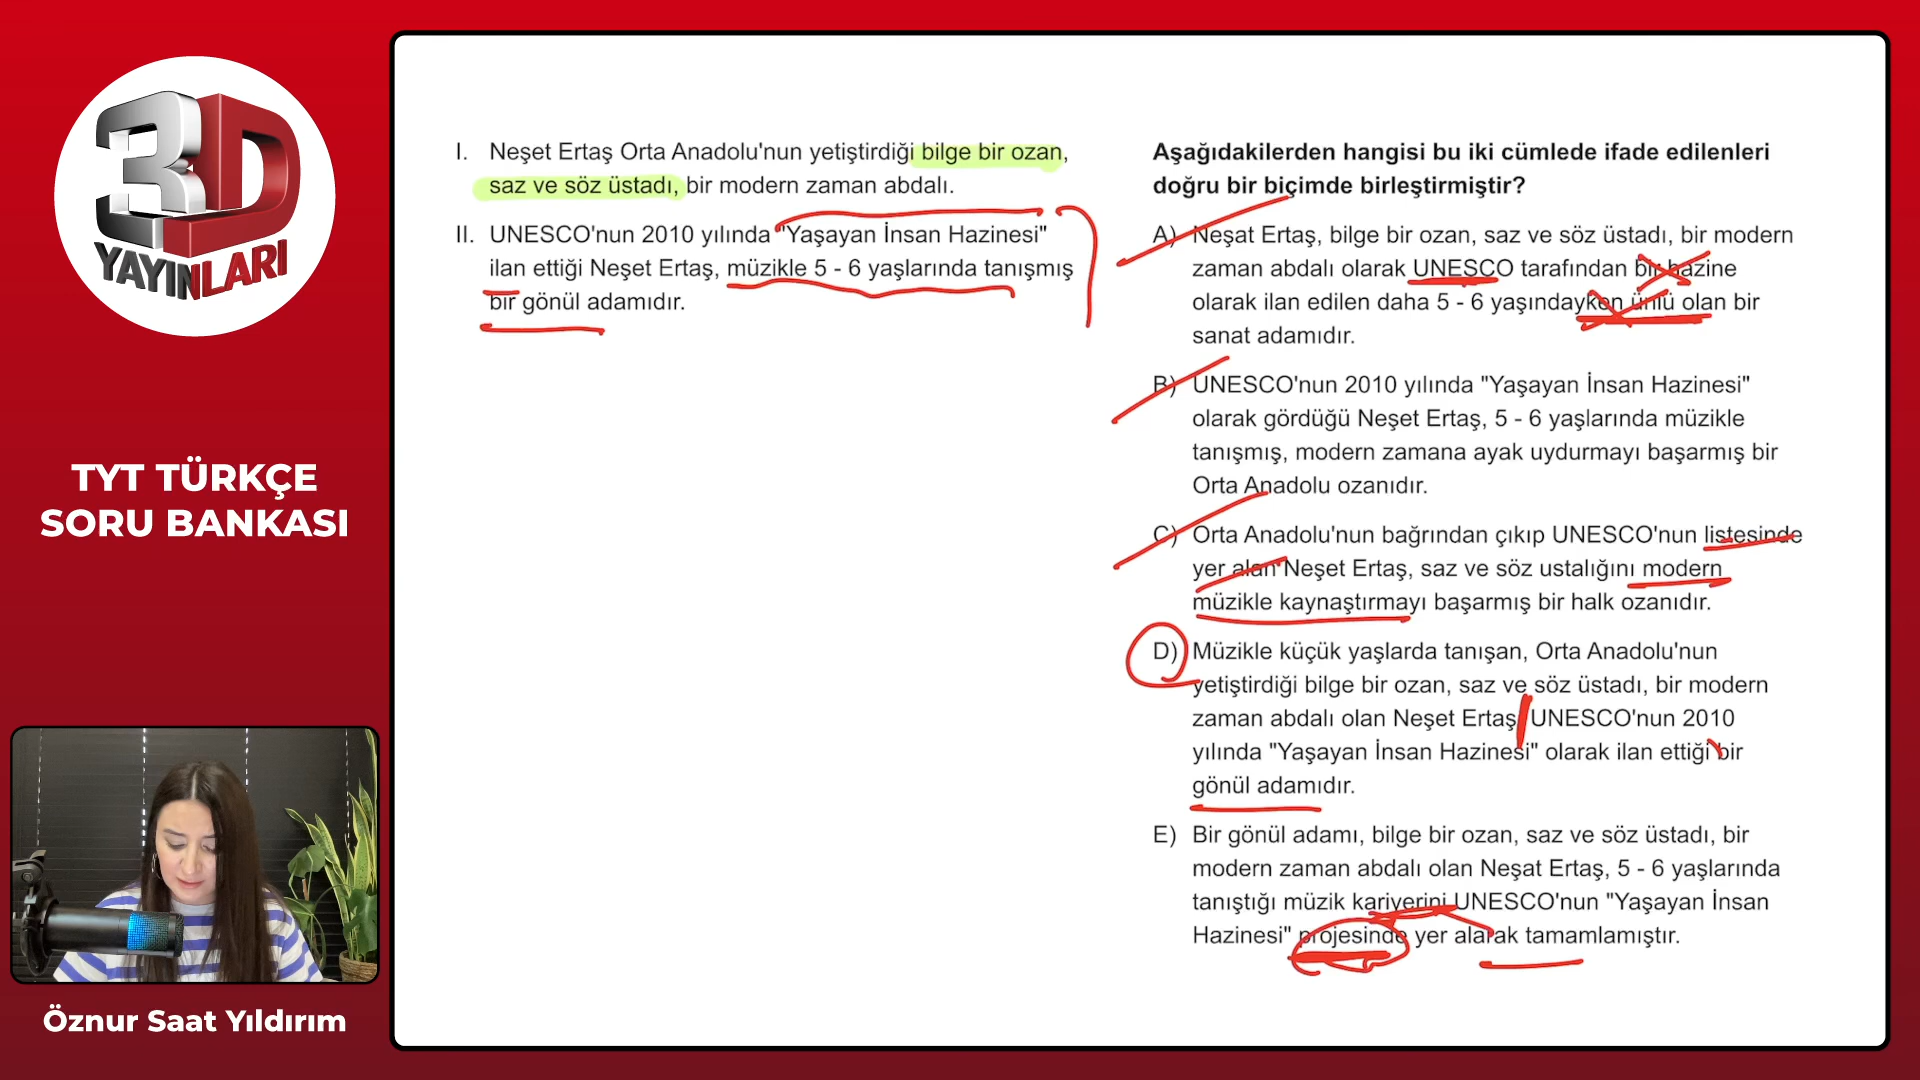 3D
YAYINLARI
TYT TÜRKÇE
SORU BANKASI
Öznur Saat Yıldırım
I. Neşet Ertaş Orta Anadolu'nun yetiştirdiği bilge bir ozan,
saz ve söz üstadı, bir modern zaman abdalı.
II. UNESCO'nun 2010 yılında "Yaşayan İnsan Hazinesi"
ilan ettiği Neşet Ertaş, müzikle 5 - 6 yaşlarında tanışmış
bir gönül adamıdır.
Aşağıdakilerden hangisi bu iki cümlede ifade edilenleri
doğru bir biçimde birleştirmiştir?
A) Neşat Ertaş, bilge bir ozan, saz ve söz üstadı, bir modern
zaman abdalı olarak UNESCO tarafından bir hazine
olarak ilan edilen daha 5 - 6 yaşındayken ünlü olan bir
sanat adamıdır.
B) UNESCO'nun 2010 yılında "Yaşayan İnsan Hazinesi"
olarak gördüğü Neşet Ertaş, 5 - 6 yaşlarında müzikle
tanışmış, modern zamana ayak uydurmayı başarmış bir
Orta Anadolu ozanıdır.
C) Orta Anadolu'nun bağrından çıkıp UNESCO'nun listesinde
yer alan Neşet Ertaş, saz ve söz ustalığını modern
müzikle kaynaştırmayı başarmış bir halk ozanıdır.
D) Müzikle küçük yaşlarda tanışan, Orta Anadolu'nun
yetiştirdiği bilge bir ozan, saz ve söz üstadı, bir modern
zaman abdalı olan Neşet Ertaş, UNESCO'nun 2010
yılında "Yaşayan İnsan Hazinesi" olarak ilan ettiği bir
gönül adamıdır.
E) Bir gönül adamı, bilge bir ozan, saz ve söz üstadı, bir
modern zaman abdalı olan Neşat Ertaş, 5 - 6 yaşlarında
tanıştığı müzik kariyerini UNESCO'nun "Yaşayan İnsan
Hazinesi" projesinde yer alarak tamamlamıştır.